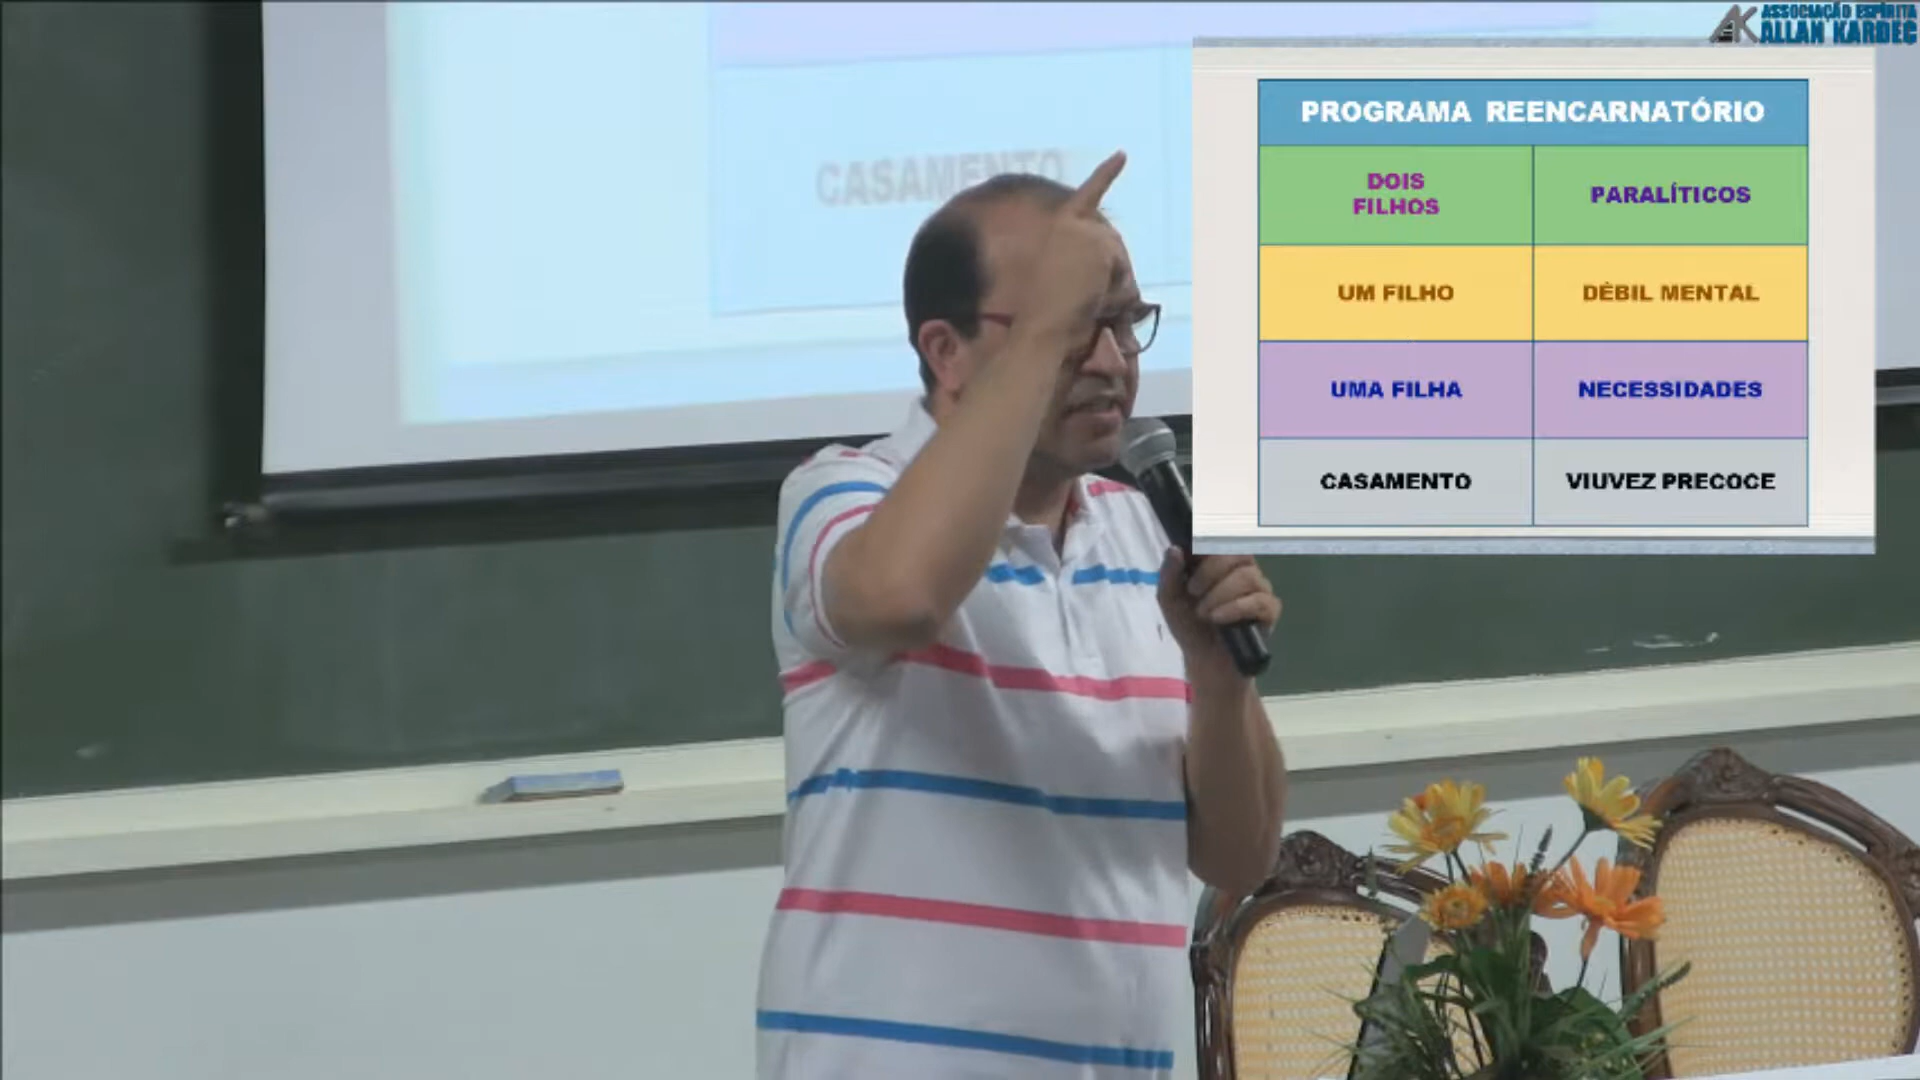 ASSOCIAÇÃO ESPÍRITA
ALLAN KARDEC
PROGRAMA REENCARNATÓRIO
DOIS
FILHOS
PARALÍTICOS
UM FILHO
DÉBIL MENTAL
UMA FILHA
NECESSIDADES
CASAMENTO
VIUVEZ PRECOCE
CASAMENTO